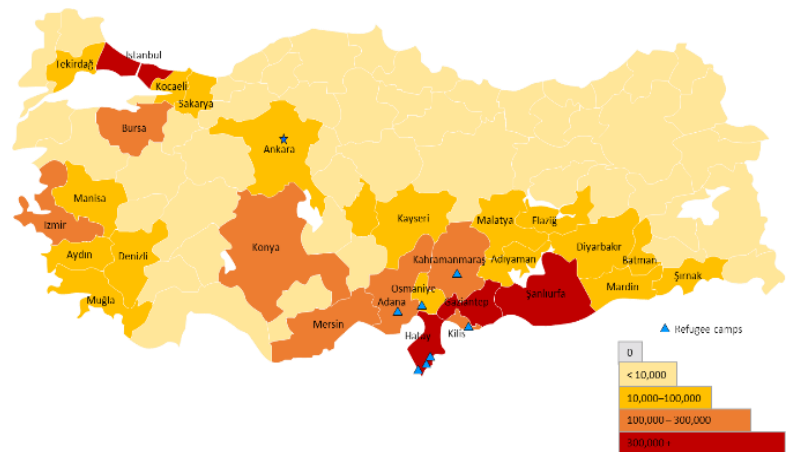 Istanbul
Tekirdağ
Kocaeli
Sakarya
Bursa
Ankara
Manisa
Izmir
Aydın
Denizli
Muğla
Konya
Kayseri
Malatya
Elazığ
Kahramanmaraş
Adıyaman
Diyarbakır
Batman
Şırnak
Mardin
Şanlıurfa
Osmaniye
Gaziantep
Adana
Mersin
Hatay
Kilis
Refugee camps
0
< 10,000
10,000–100,000
100,000 – 300,000
300,000 +